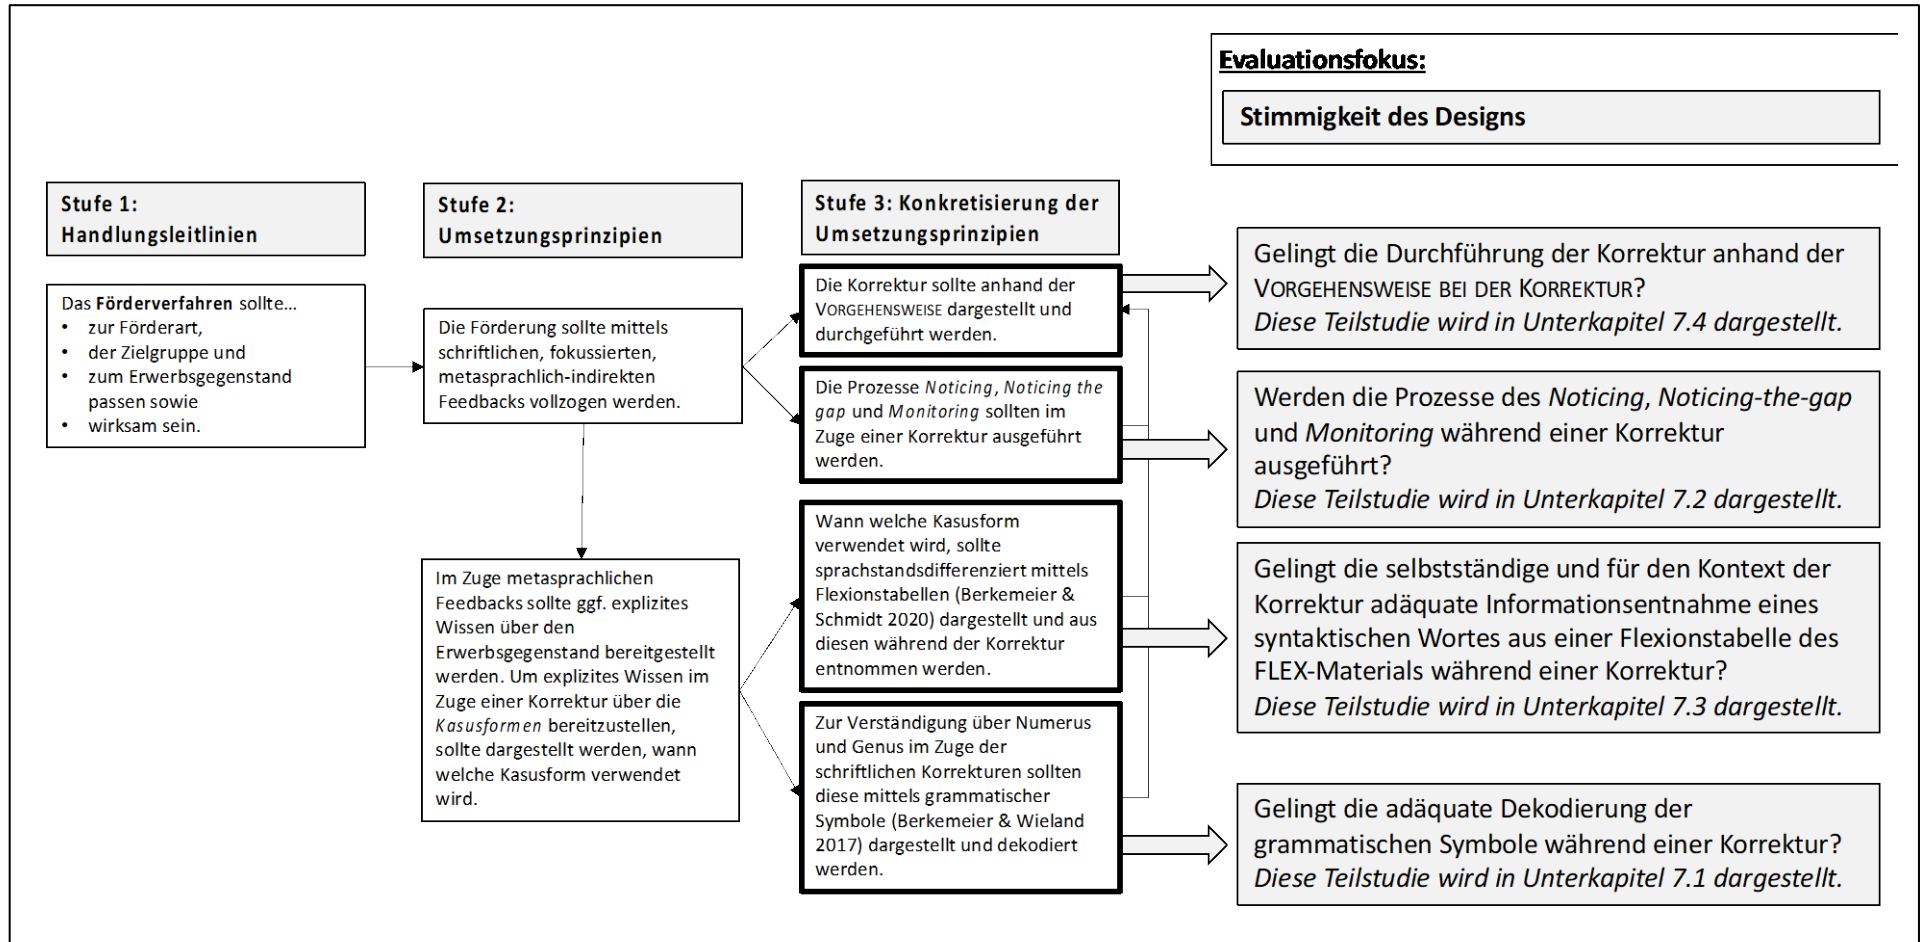 Evaluationsfokus:
Stimmigkeit des Designs
Stufe 1:
Handlungsleitlinien
Das Förderverfahren sollte...
• zur Förderart,
• der Zielgruppe und
• zum Erwerbsgegenstand
passen sowie
• wirksam sein.
Stufe 2:
Umsetzungsprinzipien
Die Förderung sollte mittels
schriftlichen, fokussierten,
metasprachlich-indirekten
Feedbacks vollzogen werden.
Im Zuge metasprachlichen
Feedbacks sollte ggf. explizites
Wissen über den
Erwerbsgegenstand bereitgestellt
werden. Um explizites Wissen im
Zuge einer Korrektur über die
Kasusformen bereitzustellen,
sollte dargestellt werden, wann
welche Kasusform verwendet
wird.
Stufe 3: Konkretisierung der
Umsetzungsprinzipien
Die Korrektur sollte anhand der
VORGEHENSWEISE dargestellt und
durchgeführt werden.
Die Prozesse Noticing, Noticing the
gap und Monitoring sollten im
Zuge einer Korrektur ausgeführt
werden.
Wann welche Kasusform
verwendet wird, sollte
sprachstandsdifferenziert mittels
Flexionstabellen (Berkemeier &
Schmidt 2020) dargestellt und aus
diesen während der Korrektur
entnommen werden.
Zur Verständigung über Numerus
und Genus im Zuge der
schriftlichen Korrekturen sollten
diese mittels grammatischer
Symbole (Berkemeier & Wieland
2017) dargestellt und dekodiert
werden.
Gelingt die Durchführung der Korrektur anhand der
VORGEHENSWEISE BEI DER KORREKTUR?
Diese Teilstudie wird in Unterkapitel 7.4 dargestellt.
Werden die Prozesse des Noticing, Noticing-the-gap
und Monitoring während einer Korrektur
ausgeführt?
Diese Teilstudie wird in Unterkapitel 7.2 dargestellt.
Gelingt die selbstständige und für den Kontext der
Korrektur adäquate Informationsentnahme eines
syntaktischen Wortes aus einer Flexionstabelle des
FLEX-Materials während einer Korrektur?
Diese Teilstudie wird in Unterkapitel 7.3 dargestellt.
Gelingt die adäquate Dekodierung der
grammatischen Symbole während einer Korrektur?
Diese Teilstudie wird in Unterkapitel 7.1 dargestellt.